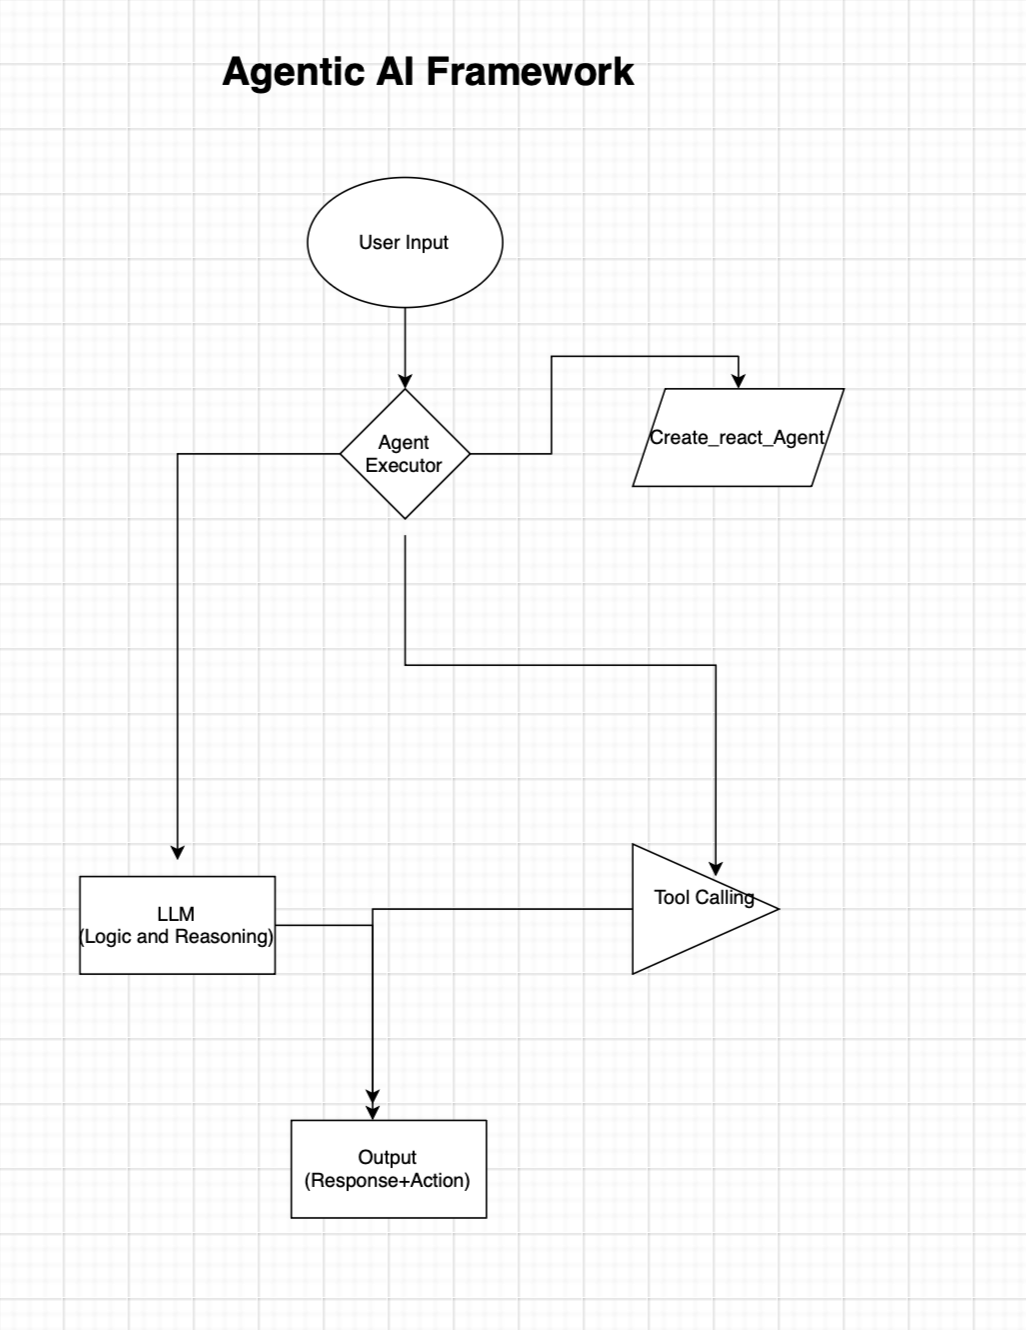 Agentic AI Framework
User Input
Agent
Executor
Create_react_Agent
LLM
(Logic and Reasoning)
Tool Calling
Output
(Response+Action)